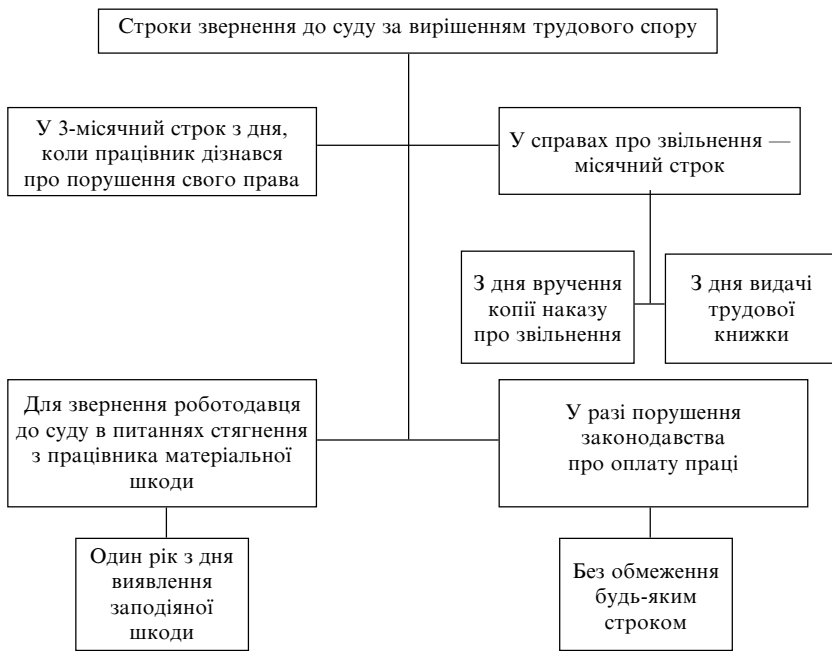 Строки звернення до суду за вирішенням трудового спору
У 3-місячний строк з дня,
коли працівник дізнався
про порушення свого права
У справах про звільнення —
місячний строк
З дня вручення
копії наказу
про звільнення
З дня видачі
трудової
книжки
Для звернення роботодавця
до суду в питаннях стягнення
з працівника матеріальної
шкоди
У разі порушення
законодавства
про оплату праці
Один рік з дня
виявлення
заподіяної
шкоди
Без обмеження
будь-яким
строком